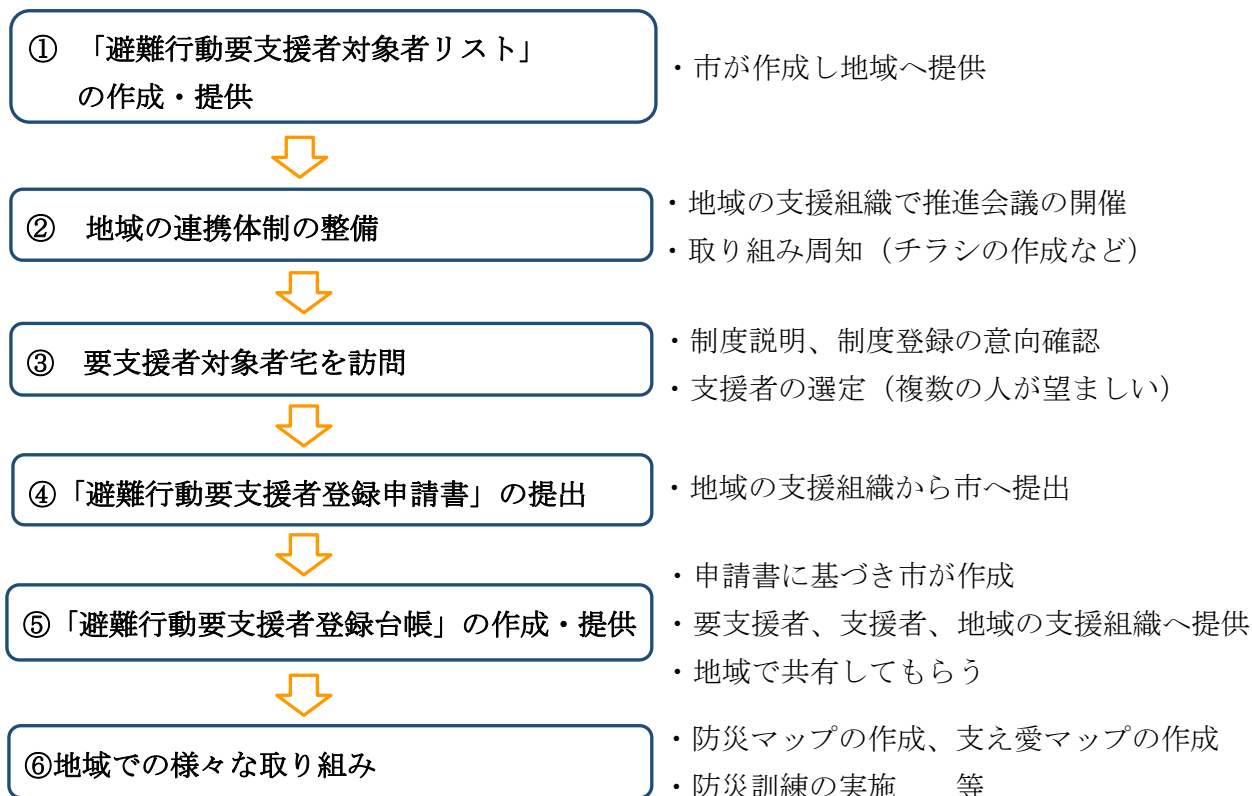 ① 「避難行動要支援者対象者リスト」
の作成・提供
・市が作成し地域へ提供
② 地域の連携体制の整備
・地域の支援組織で推進会議の開催
・取り組み周知（チラシの作成など）
③ 要支援者対象者宅を訪問
・制度説明、制度登録の意向確認
・支援者の選定（複数の人が望ましい）
④「避難行動要支援者登録申請書」の提出
・地域の支援組織から市へ提出
⑤「避難行動要支援者登録台帳」の作成・提供
・申請書に基づき市が作成
・要支援者、支援者、地域の支援組織へ提供
・地域で共有してもらう
⑥地域での様々な取り組み
・防災マップの作成、支え愛マップの作成
・防災訓練の実施　　等